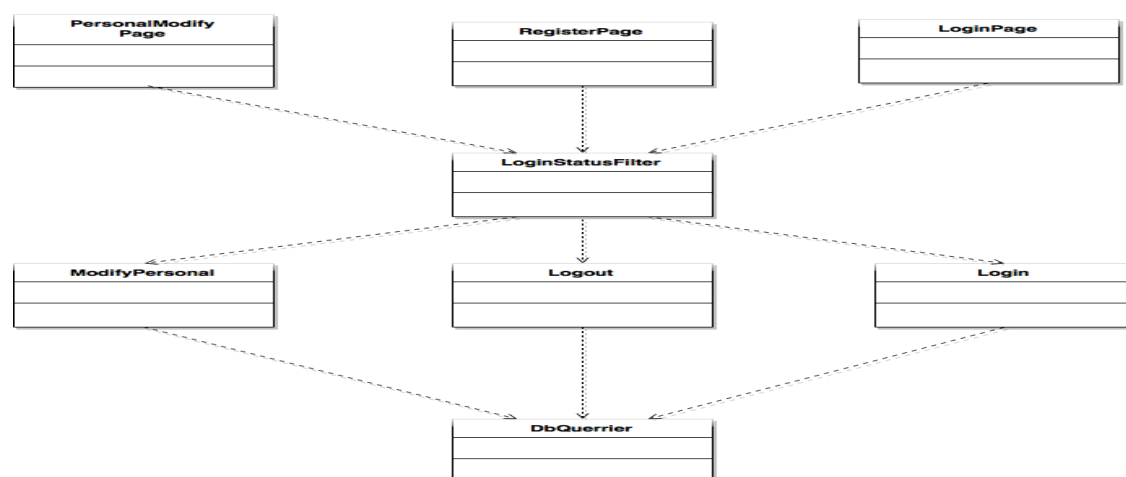 PersonalModify
Page
RegisterPage
LoginPage
LoginStatusFilter
ModifyPersonal
Logout
Login
DbQuerrier